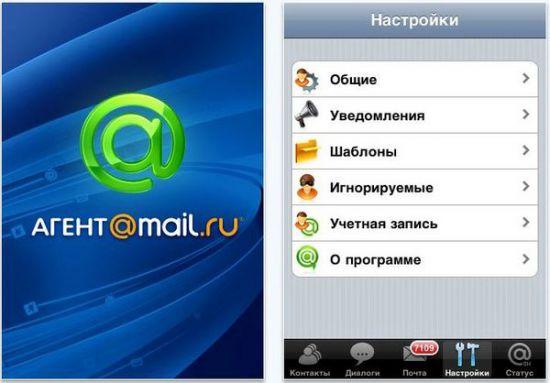 @
АГЕНТ@mail.ru
Настройки
Общие
Уведомления
Шаблоны
Игнорируемые
Учетная запись
О программе
7109
Контакты
Диалоги
Почта
Настройки
Статус